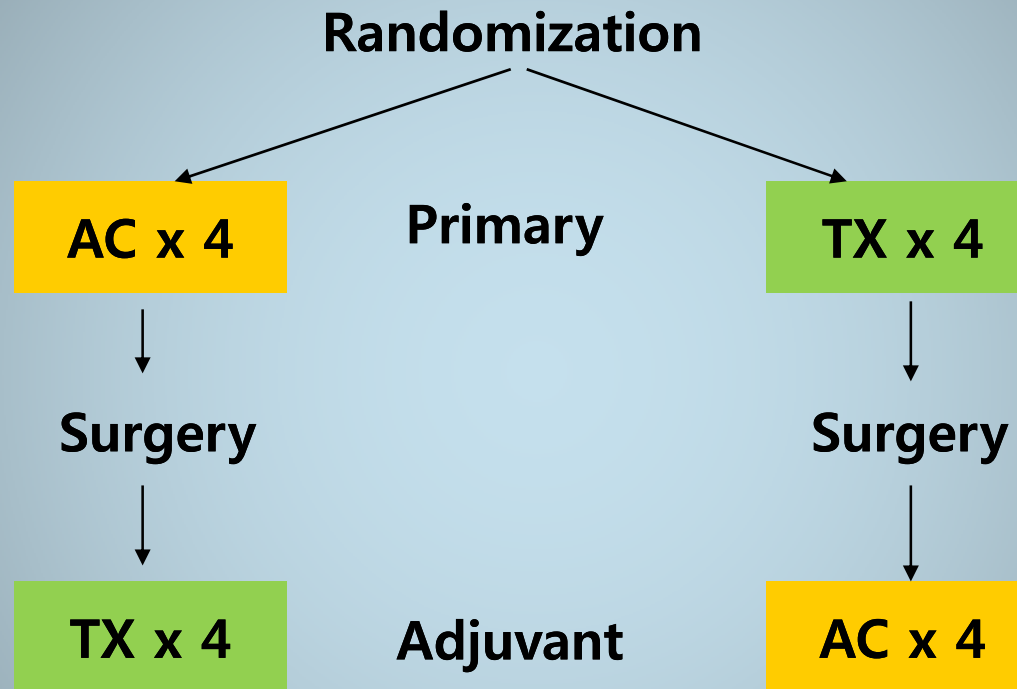 Randomization
AC x 4
Primary
TX x 4
Surgery
Surgery
TX x 4
Adjuvant
AC x 4